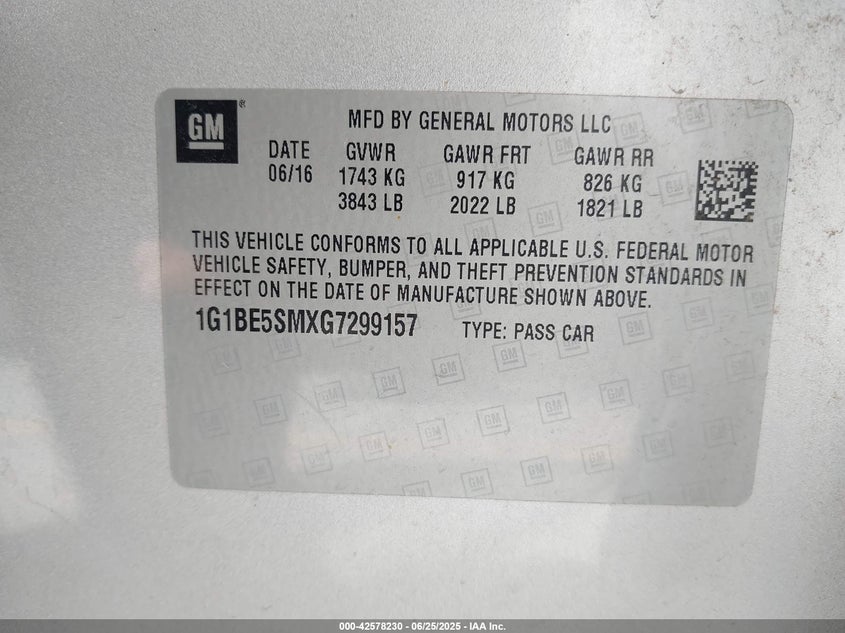 GM ®
MFD BY GENERAL MOTORS LLC
DATE GVWR GAWR FRT GAWR RR
06/16 1743 KG 917 KG 826 KG
3843 LB 2022 LB 1821 LB
THIS VEHICLE CONFORMS TO ALL APPLICABLE U.S. FEDERAL MOTOR
VEHICLE SAFETY, BUMPER, AND THEFT PREVENTION STANDARDS IN
EFFECT ON THE DATE OF MANUFACTURE SHOWN ABOVE.
1G1BE5SMXG7299157 TYPE: PASS CAR
000-42578230 - 06/25/2025 - IAA Inc.